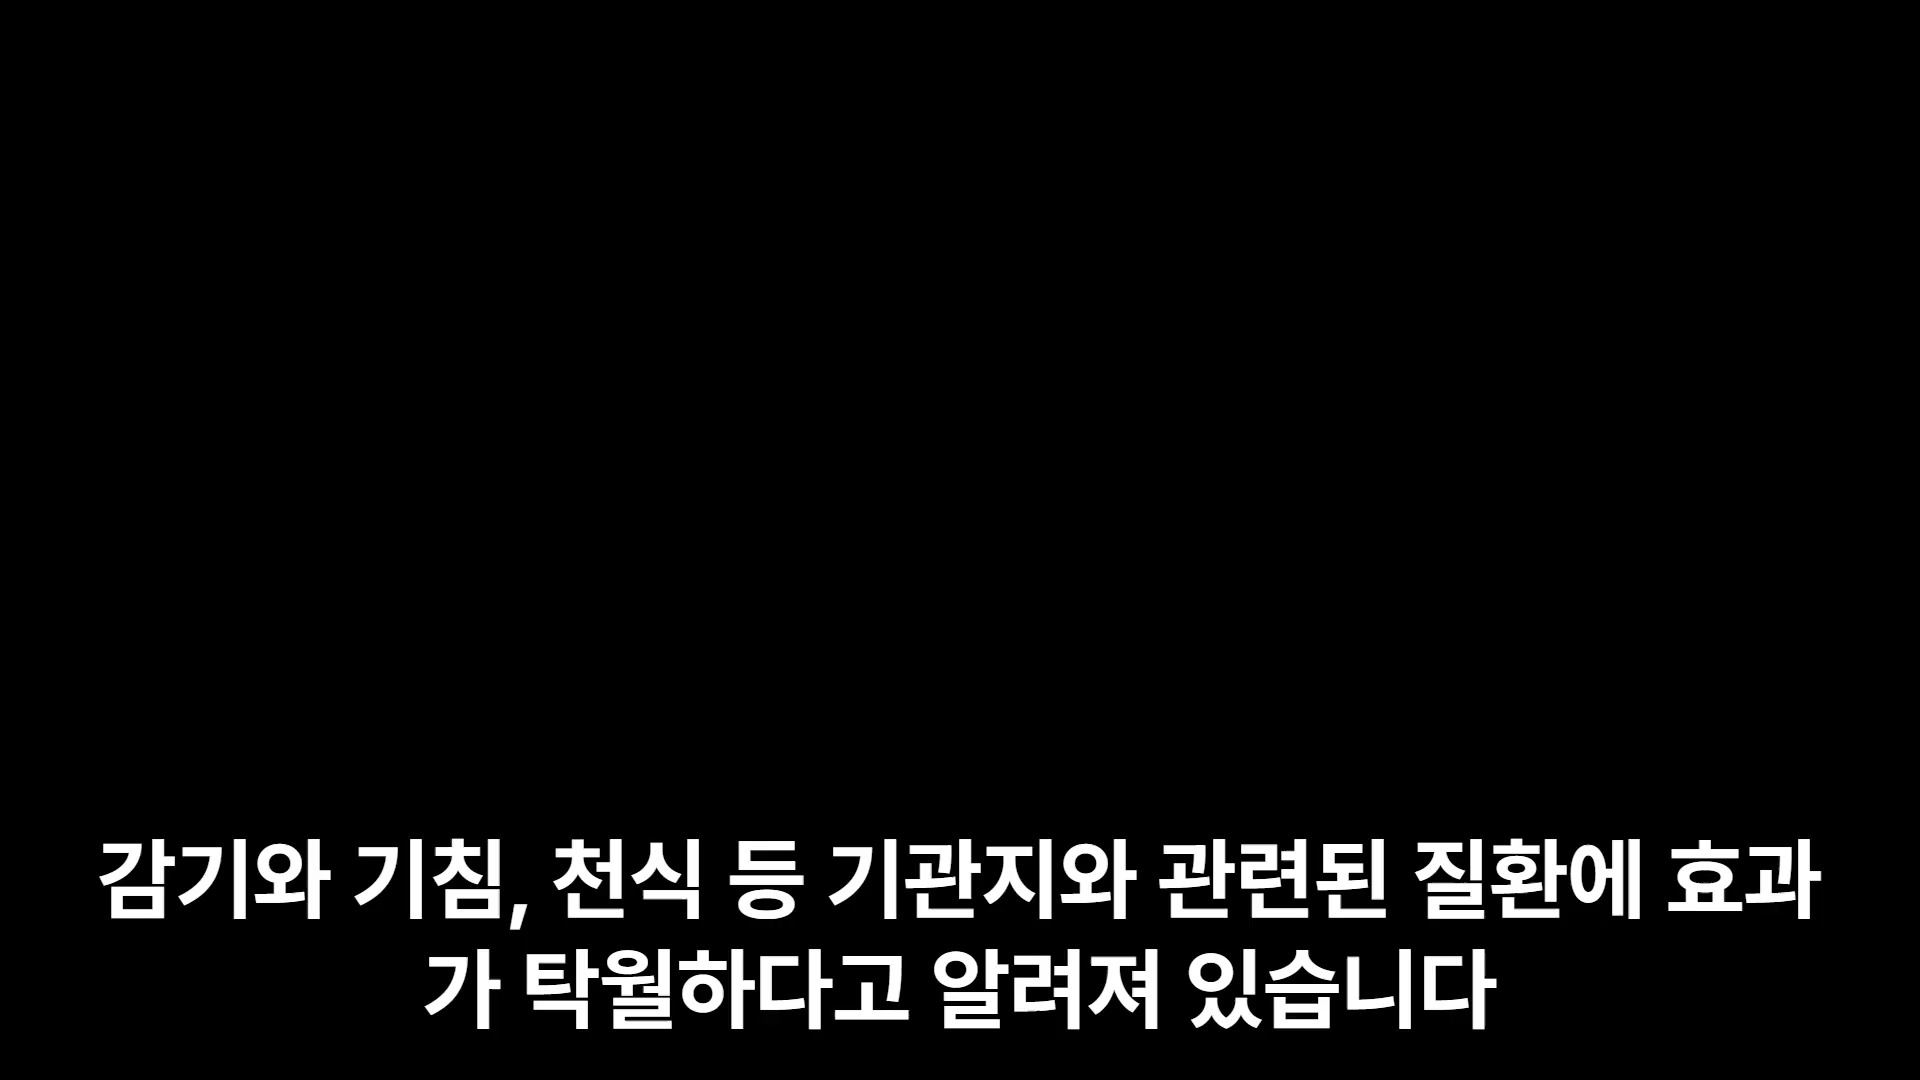 감기와 기침, 천식 등 기관지와 관련된 질환에 효과
가 탁월하다고 알려져 있습니다